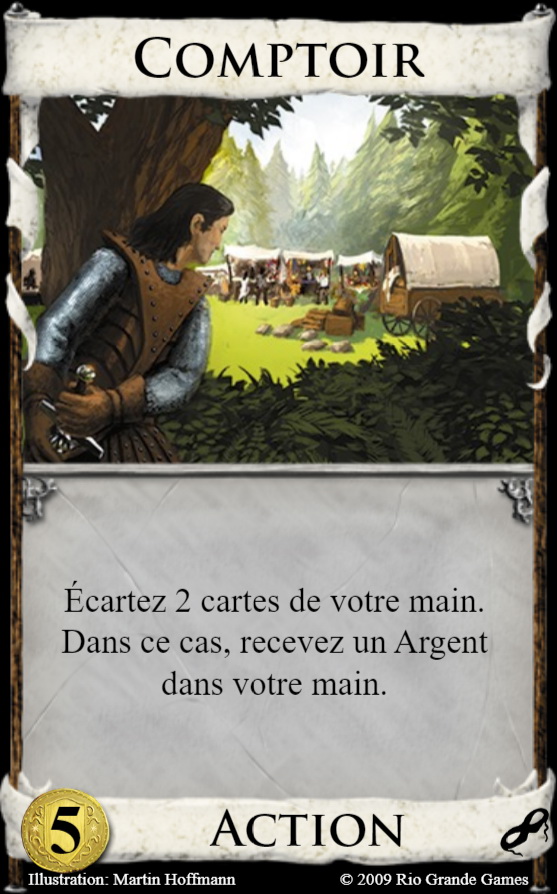 COMPTOIR
Écartez 2 cartes de votre main.
Dans ce cas, recevez un Argent
dans votre main.
5
ACTION
Illustration: Martin Hoffmann
© 2009 Rio Grande Games